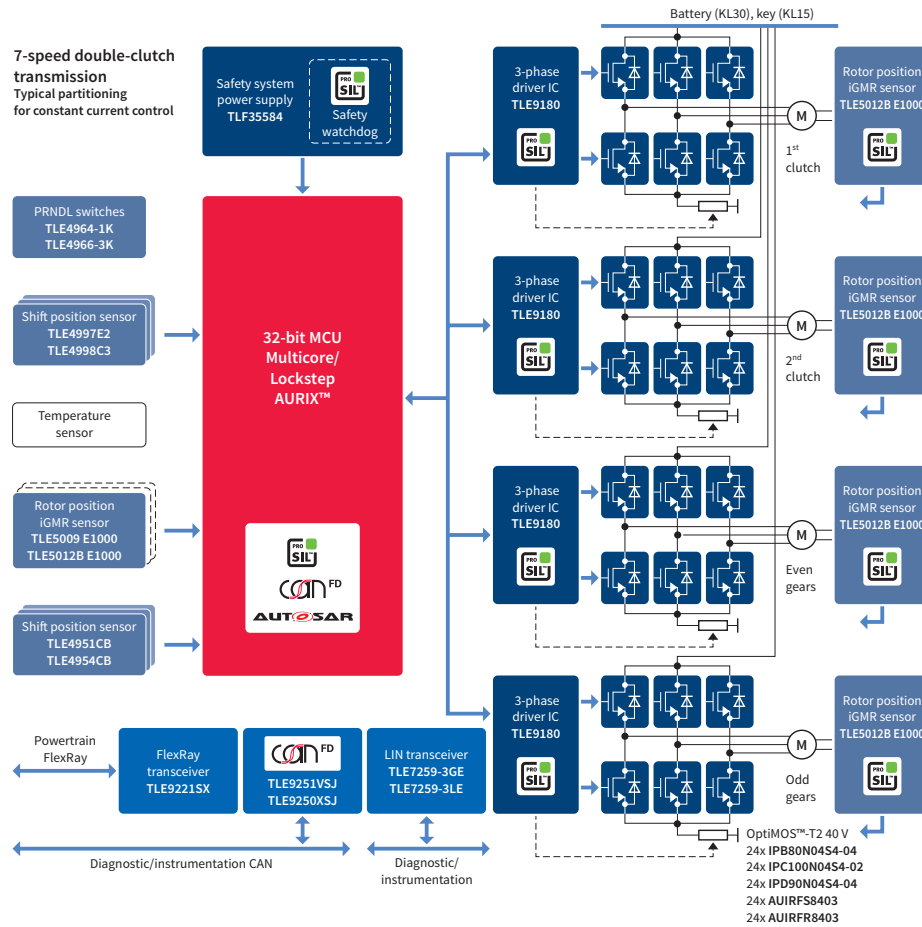 Battery (KL30), key (KL15)
7-speed double-clutch
transmission
Typical partitioning
for constant current control
Safety system
power supply
TLF35584
PRO
SIL
Safety
watchdog
PRNDL switches
TLE4964-1K
TLE4966-3K
Shift position sensor
TLE4997E2
TLE4998C3
Temperature
sensor
Rotor position
iGMR sensor
TLE5009 E1000
TLE5012B E1000
Shift position sensor
TLE4951CB
TLE4954CB
32-bit MCU
Multicore/
Lockstep
AURIX™
PRO
SIL
CAN FD
AUTOSAR
Powertrain
FlexRay
FlexRay
transceiver
TLE9221SX
CAN FD
TLE9251VSJ
TLE9250XSJ
LIN transceiver
TLE7259-3GE
TLE7259-3LE
Diagnostic/instrumentation CAN
Diagnostic/
instrumentation
3-phase
driver IC
TLE9180
PRO
SIL
M
1st
clutch
Rotor position
iGMR sensor
TLE5012B E1000
PRO
SIL
3-phase
driver IC
TLE9180
PRO
SIL
M
2nd
clutch
Rotor position
iGMR sensor
TLE5012B E1000
PRO
SIL
3-phase
driver IC
TLE9180
PRO
SIL
M
Even
gears
Rotor position
iGMR sensor
TLE5012B E1000
PRO
SIL
3-phase
driver IC
TLE9180
PRO
SIL
M
Odd
gears
Rotor position
iGMR sensor
TLE5012B E1000
PRO
SIL
OptiMOS™-T2 40 V
24x IPB80N04S4-04
24x IPC100N04S4-02
24x IPD90N04S4-04
24x AUIRFS8403
24x AUIRFR8403